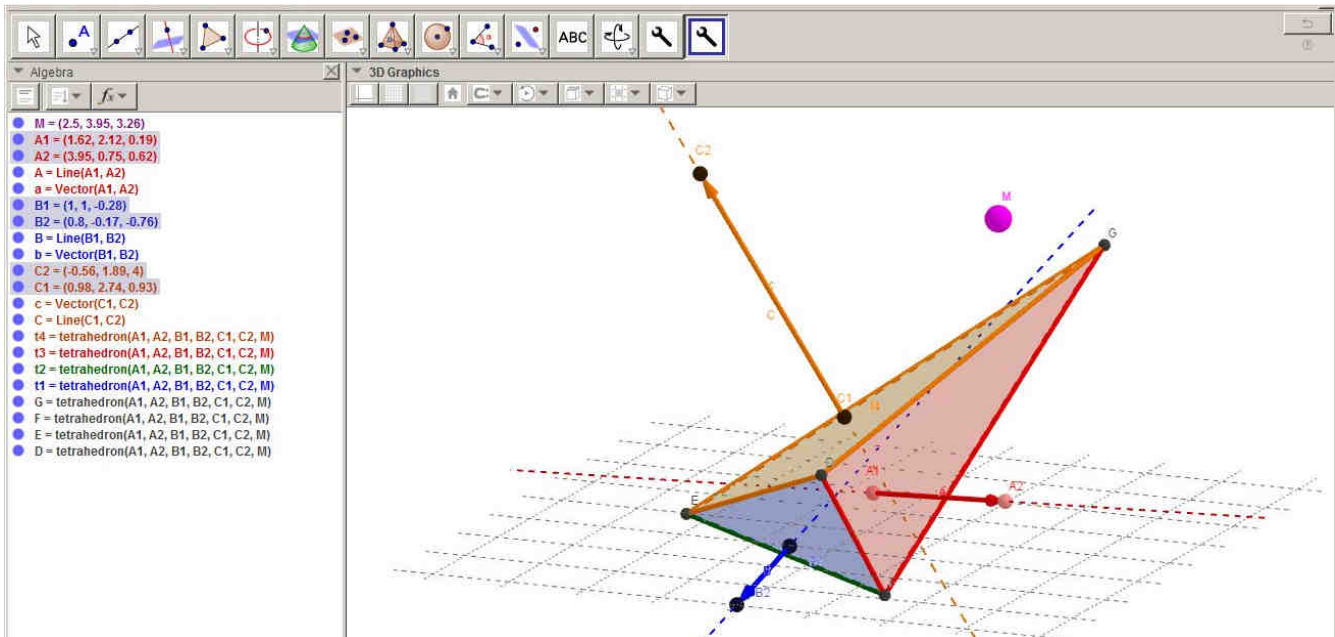 ABC
Algebra
3D Graphics
fx
M = (2.5, 3.95, 3.26)
A1 = (1.62, 2.12, 0.19)
A2 = (3.95, 0.75, 0.62)
A = Line(A1, A2)
a = Vector(A1, A2)
B1 = (1, 1, -0.28)
B2 = (0.8, -0.17, -0.76)
B = Line(B1, B2)
b = Vector(B1, B2)
C2 = (-0.56, 1.89, 4)
C1 = (0.98, 2.74, 0.93)
c = Vector(C1, C2)
C = Line(C1, C2)
t4 = tetrahedron(A1, A2, B1, B2, C1, C2, M)
t3 = tetrahedron(A1, A2, B1, B2, C1, C2, M)
t2 = tetrahedron(A1, A2, B1, B2, C1, C2, M)
t1 = tetrahedron(A1, A2, B1, B2, C1, C2, M)
G = tetrahedron(A1, A2, B1, B2, C1, C2, M)
F = tetrahedron(A1, A2, B1, B2, C1, C2, M)
E = tetrahedron(A1, A2, B1, B2, C1, C2, M)
D = tetrahedron(A1, A2, B1, B2, C1, C2, M)
C2
M
G
C
C1
t4
D
A1
A2
E
B2